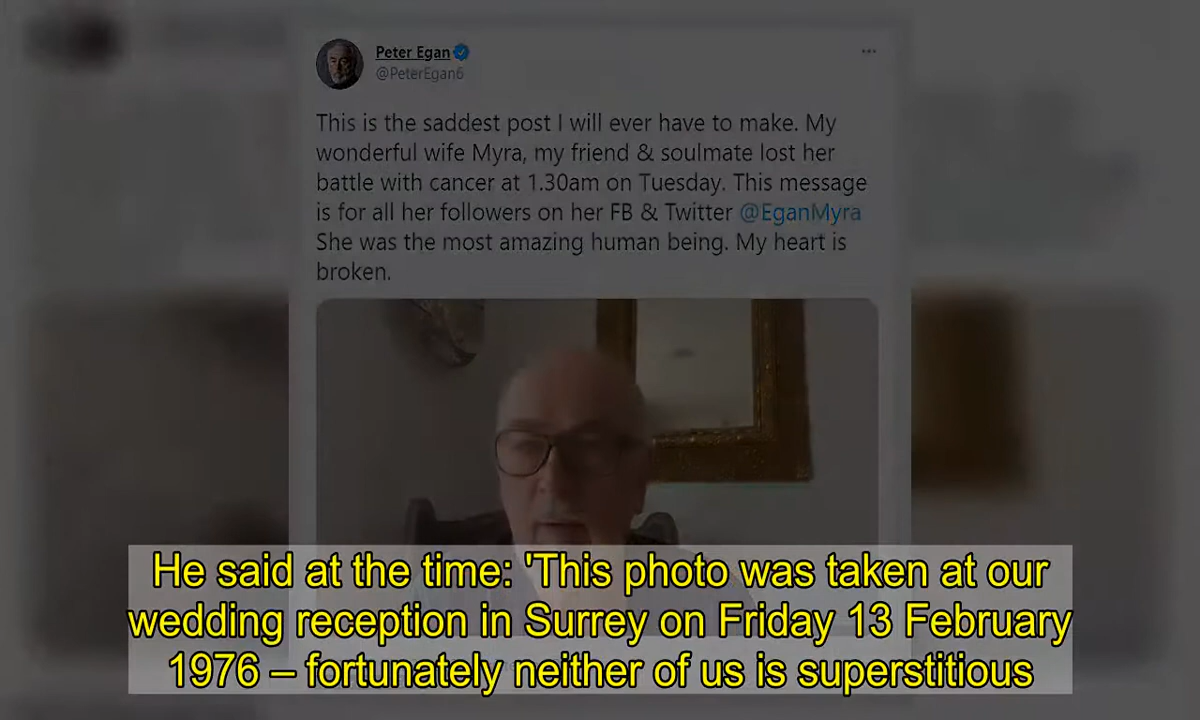 Peter Egan
@PeterEgan6
This is the saddest post I will ever have to make. My
wonderful wife Myra, my friend & soulmate lost her
battle with cancer at 1.30am on Tuesday. This message
is for all her followers on her FB & Twitter @EganMyra
She was the most amazing human being. My heart is
broken.
He said at the time: 'This photo was taken at our
wedding reception in Surrey on Friday 13 February
1976 – fortunately neither of us is superstitious